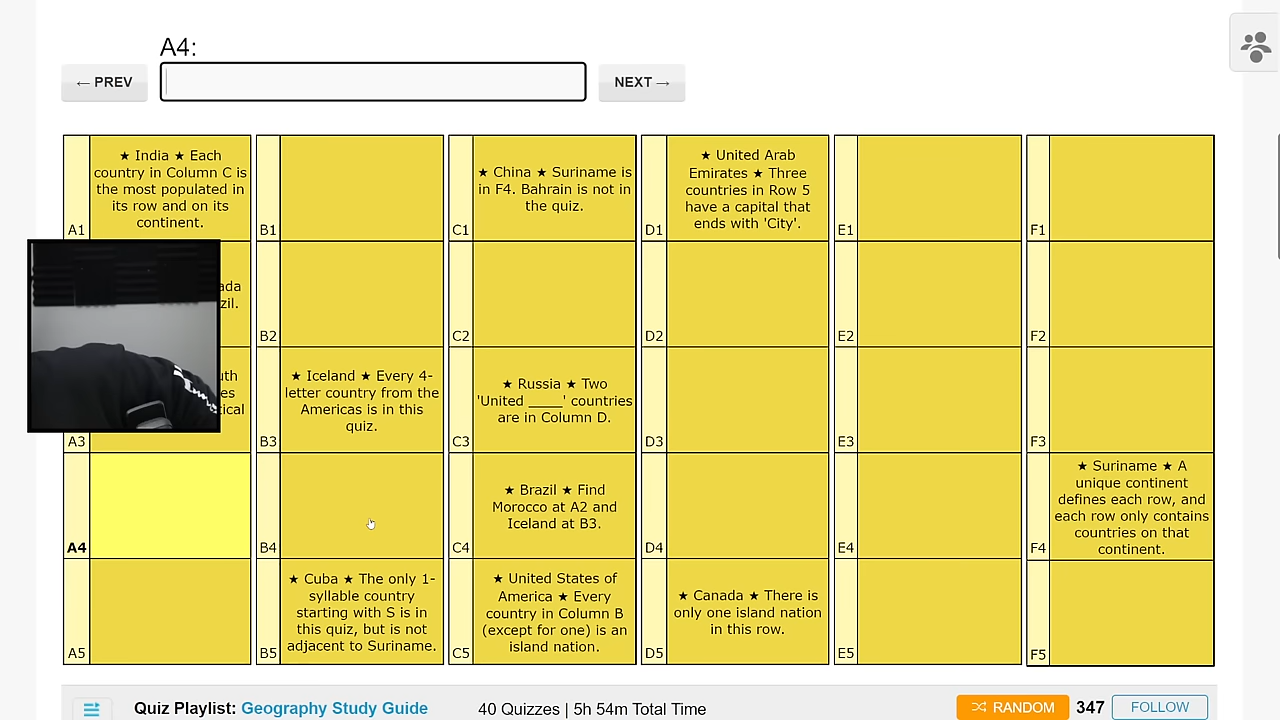 A4:
← PREV
NEXT →
★ India ★ Each
country in Column C is
the most populated in
its row and on its
continent.
A1
B1
★ China ★ Suriname is
in F4. Bahrain is not in
the quiz.
C1
★ United Arab
Emirates ★ Three
countries in Row 5
have a capital that
ends with 'City'.
D1
E1
F1
B2
C2
D2
E2
F2
A3
★ Iceland ★ Every 4-
letter country from the
Americas is in this
quiz.
B3
★ Russia ★ Two
'United ____' countries
are in Column D.
C3
D3
E3
F3
A4
B4
★ Brazil ★ Find
Morocco at A2 and
Iceland at B3.
C4
D4
E4
★ Suriname ★ A
unique continent
defines each row, and
each row only contains
countries on that
continent.
F4
A5
★ Cuba ★ The only 1-
syllable country
starting with S is in
this quiz, but is not
adjacent to Suriname.
B5
★ United States of
America ★ Every
country in Column B
(except for one) is an
island nation.
C5
★ Canada ★ There is
only one island nation
in this row.
D5
E5
F5
Quiz Playlist: Geography Study Guide
40 Quizzes | 5h 54m Total Time
RANDOM
347
FOLLOW